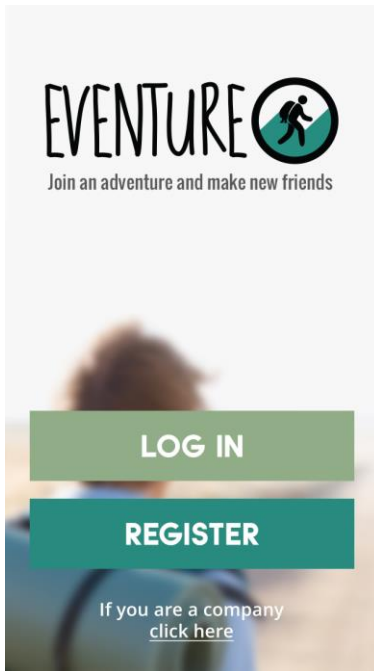 EVENTURE
Join an adventure and make new friends
LOG IN
REGISTER
If you are a company
click here